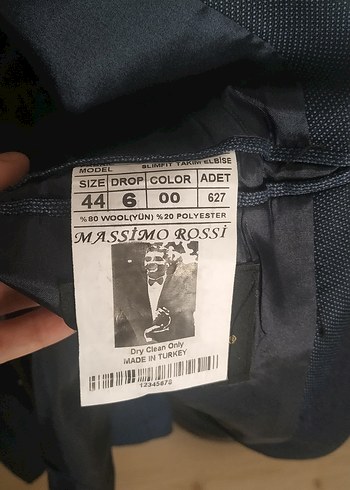 MODEL SLIMFIT TAKIM ELBİSE
SIZE DROP COLOR ADET
44 6 00 627
%80 WOOL(YÜN) %20 POLYESTER
MASSİMO ROSSİ
Dry Clean Only
MADE IN TURKEY
12345670